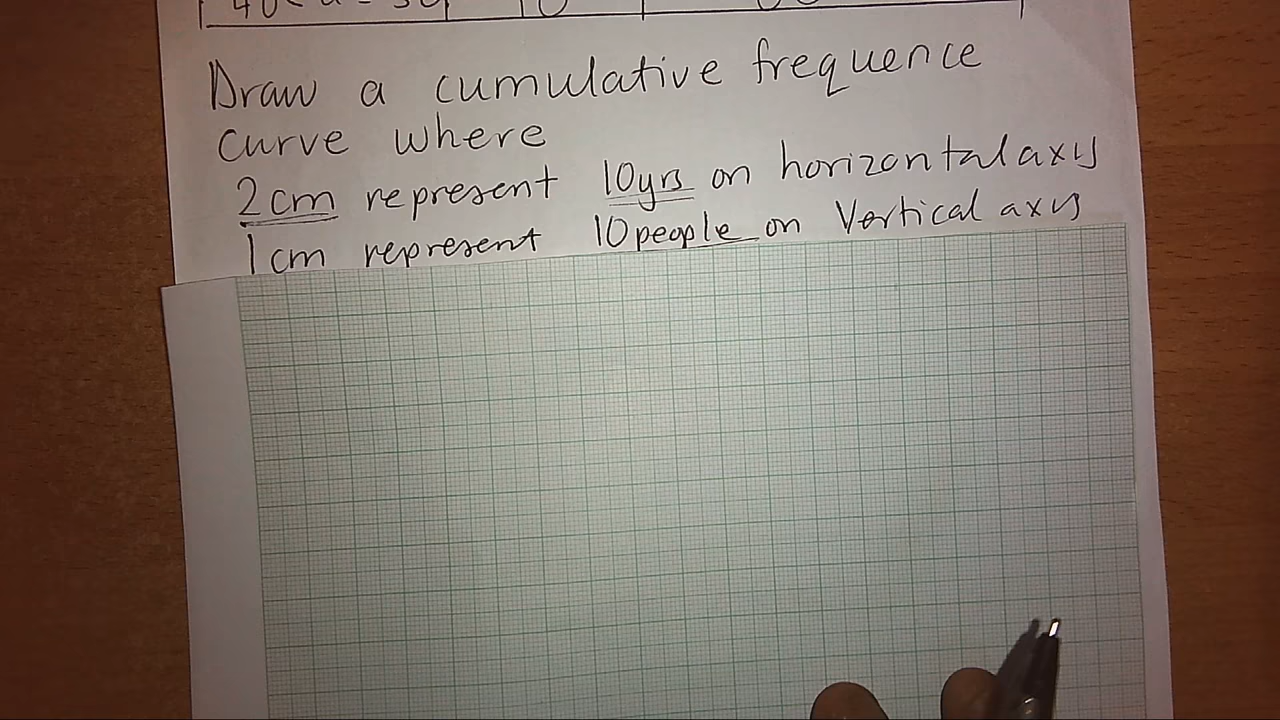 Draw a cumulative frequence
curve where
2cm represent 10yrs on horizontal axis
1cm represent 10people on Vertical axis